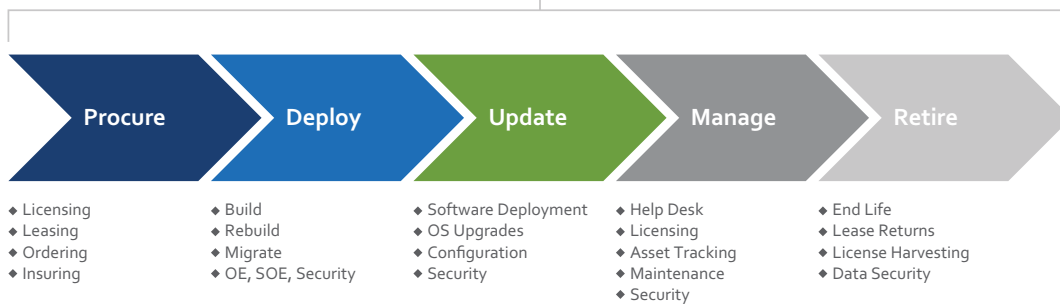 Procure
Deploy
Update
Manage
Retire
◆ Licensing
◆ Leasing
◆ Ordering
◆ Insuring
◆ Build
◆ Rebuild
◆ Migrate
◆ OE, SOE, Security
◆ Software Deployment
◆ OS Upgrades
◆ Configuration
◆ Security
◆ Help Desk
◆ Licensing
◆ Asset Tracking
◆ Maintenance
◆ Security
◆ End Life
◆ Lease Returns
◆ License Harvesting
◆ Data Security